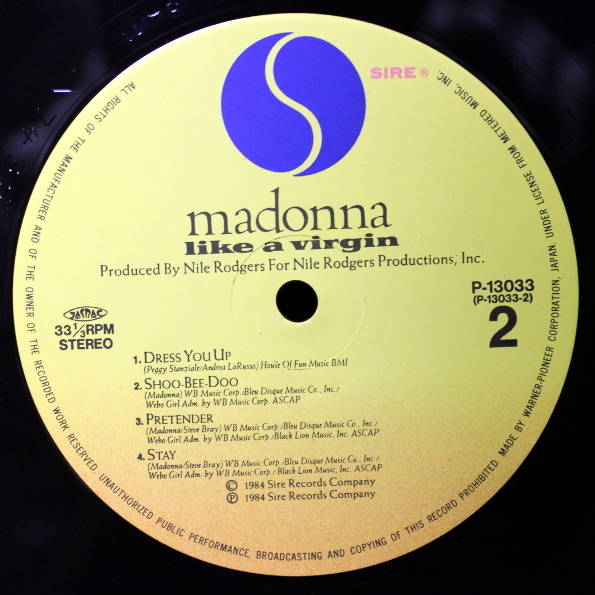 SIRE®
madonna
like a virgin
Produced By Nile Rodgers For Nile Rodgers Productions, Inc.
P-13033
(P-13033-2)
2
JASRAC
33⅓RPM
STEREO
1. DRESS YOU UP
(Peggy Stanziale/Andrea LaRusso) House Of Fun Music BMI
2. SHOO-BEE-DOO
(Madonna) WB Music Corp./Bleu Disque Music Co., Inc./
Webo Girl Adm. by WB Music Corp. ASCAP
3. PRETENDER
(Madonna/Steve Bray) WB Music Corp./Bleu Disque Music Co., Inc/
Webo Girl Adm. by WB Music Corp./Black Lion Music, Inc. ASCAP
4. STAY
(Madonna/Steve Bray) WB Music Corp./Bleu Disque Music Co., Inc./
Webo Girl Adm. by WB Music Corp./ Black Lion Music, Inc. ASCAP
© 1984 Sire Records Company
℗ 1984 Sire Records Company
ALL RIGHTS OF THE MANUFACTURER AND OF THE OWNER OF THE RECORDED WORK RESERVED. UNAUTHORIZED PUBLIC PERFORMANCE, BROADCASTING AND COPYING OF THIS RECORD PROHIBITED. MADE BY WARNER-PIONEER CORPORATION, JAPAN. UNDER LICENSE FROM METERED MUSIC, INC.